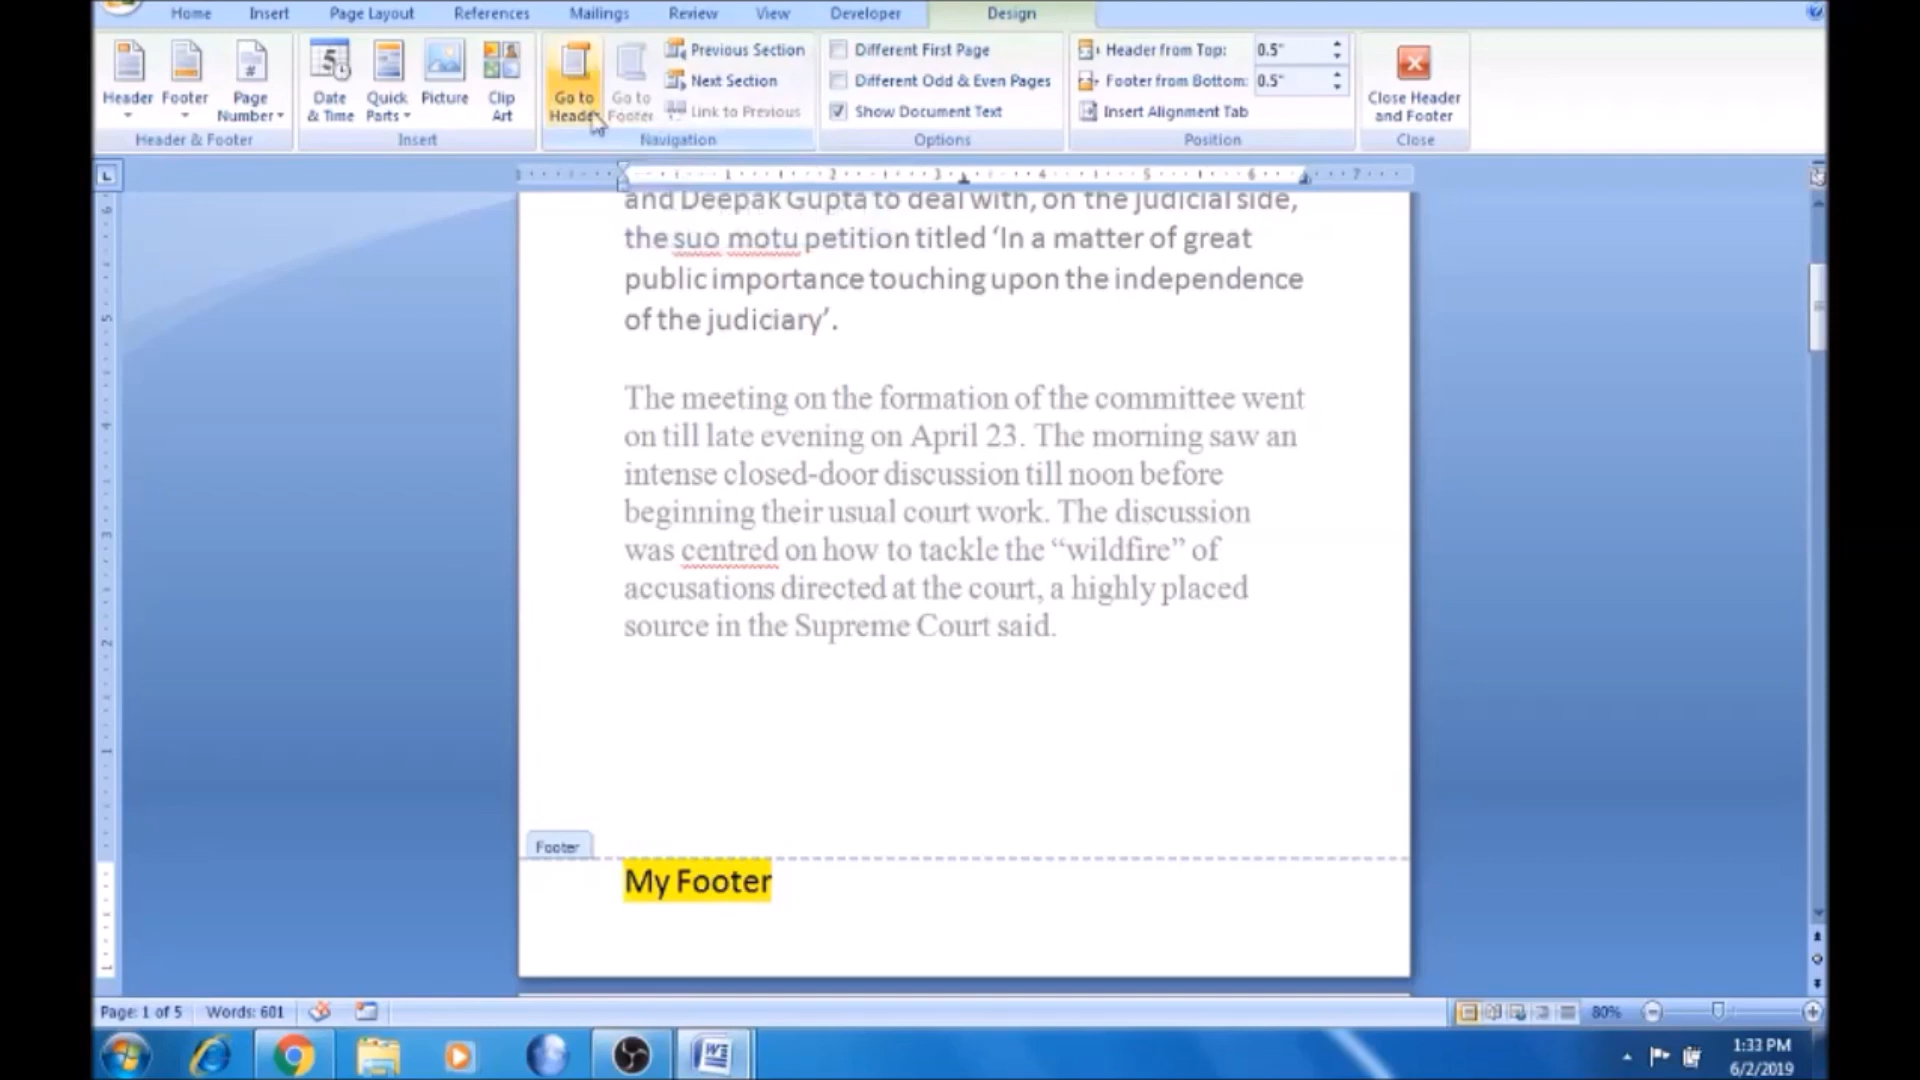 Home Insert Page Layout References Mailings Review View Developer Design
Header Footer Page Number
Header & Footer
Date & Time Quick Parts Picture Clip Art
Insert
Go to Header Go to Footer
Previous Section
Next Section
Link to Previous
Navigation
Different First Page
Different Odd & Even Pages
Show Document Text
Options
Header from Top: 0.5"
Footer from Bottom: 0.5"
Insert Alignment Tab
Position
Close Header and Footer
Close
and Deepak Gupta to deal with, on the judicial side,
the suo motu petition titled ‘In a matter of great
public importance touching upon the independence
of the judiciary’.
The meeting on the formation of the committee went
on till late evening on April 23. The morning saw an
intense closed-door discussion till noon before
beginning their usual court work. The discussion
was centred on how to tackle the “wildfire” of
accusations directed at the court, a highly placed
source in the Supreme Court said.
Footer
My Footer
Page: 1 of 5 Words: 601 80%
1:33 PM
6/2/2019